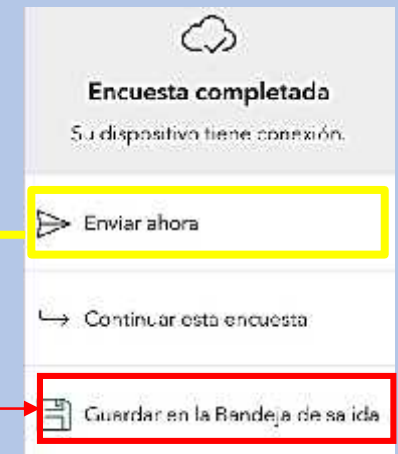 Encuesta completada
Su dispositivo tiene conexión.
Enviar ahora
Continuar esta encuesta
Guardar en la Bandeja de salida